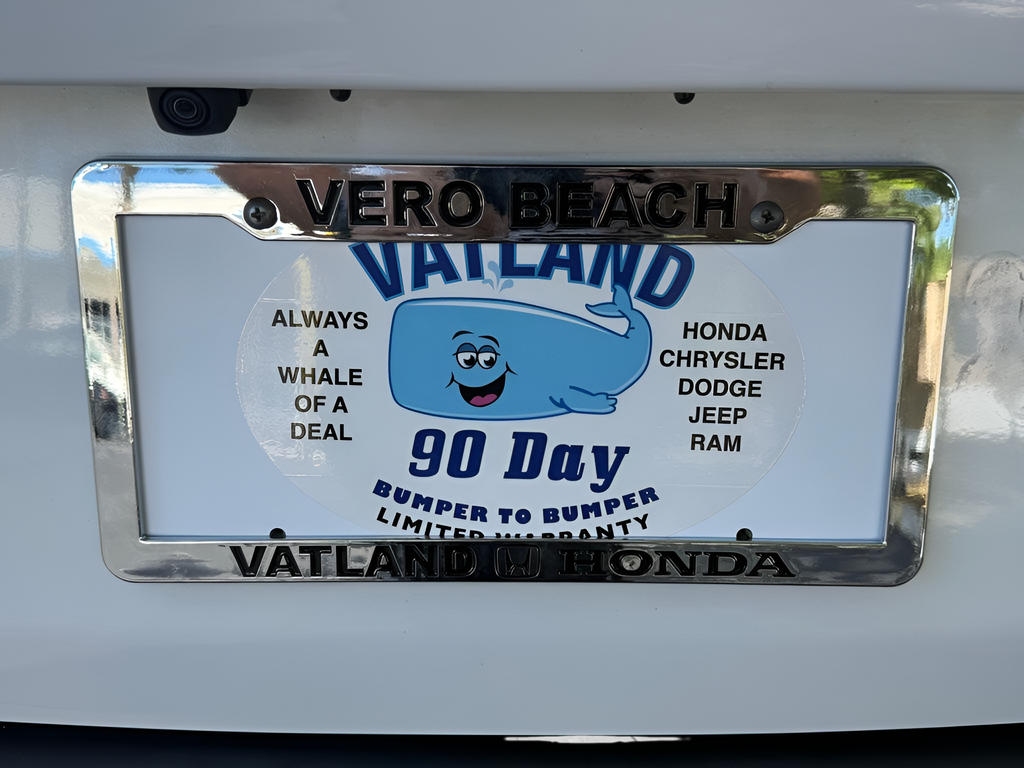 VERO BEACH
VATLAND
ALWAYS
A
WHALE
OF A
DEAL
HONDA
CHRYSLER
DODGE
JEEP
RAM
90 Day
BUMPER TO BUMPER
LIMITED WARRANTY
VATLAND HONDA